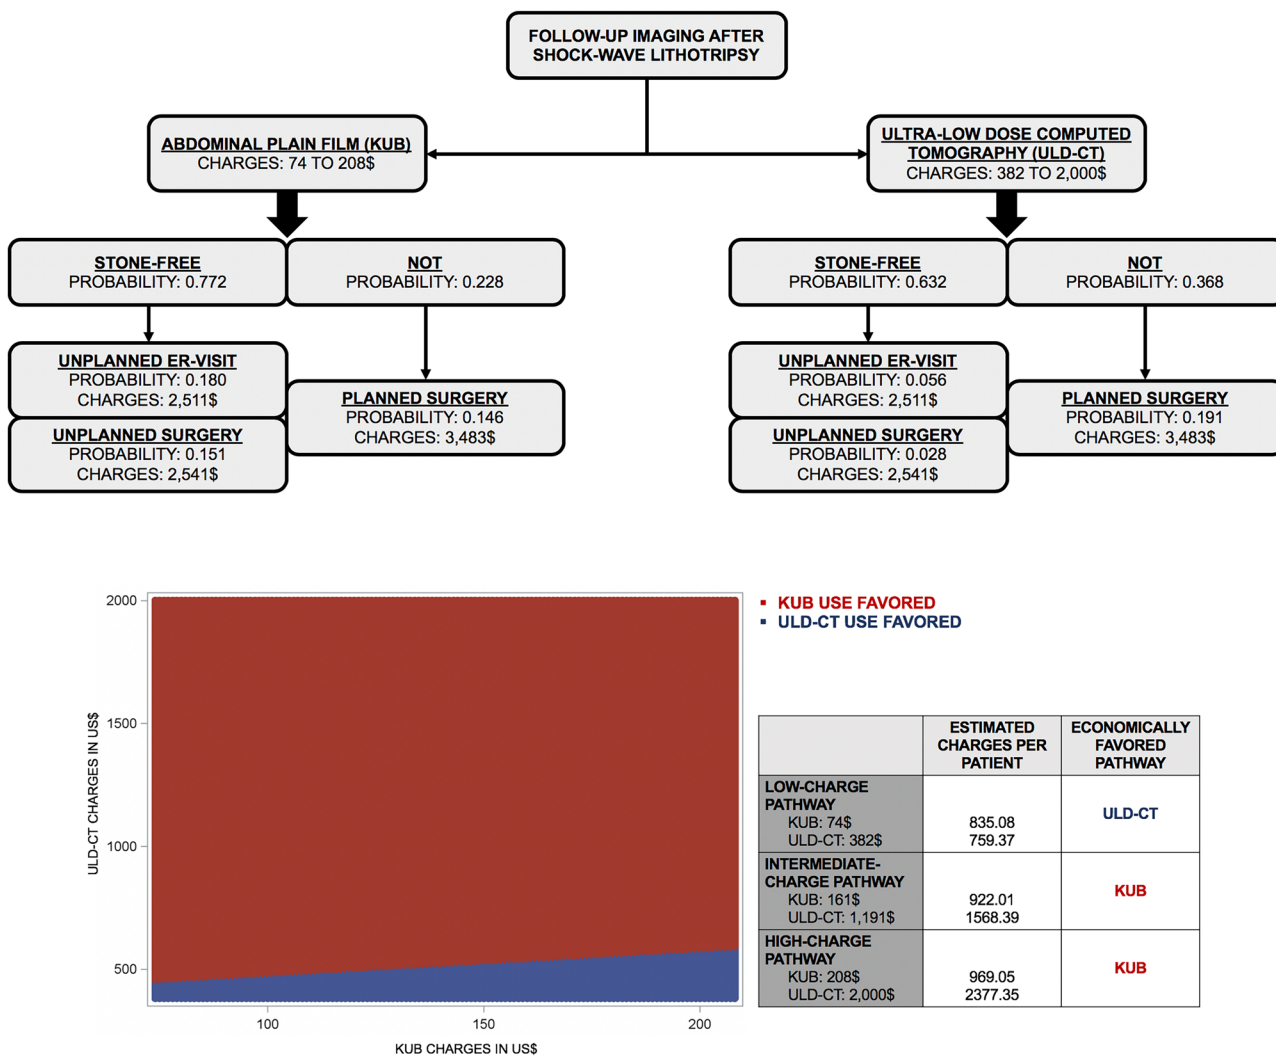 FOLLOW-UP IMAGING AFTER
SHOCK-WAVE LITHOTRIPSY
ABDOMINAL PLAIN FILM (KUB)
CHARGES: 74 TO 208$
ULTRA-LOW DOSE COMPUTED
TOMOGRAPHY (ULD-CT)
CHARGES: 382 TO 2,000$
STONE-FREE
PROBABILITY: 0.772
NOT
PROBABILITY: 0.228
STONE-FREE
PROBABILITY: 0.632
NOT
PROBABILITY: 0.368
UNPLANNED ER-VISIT
PROBABILITY: 0.180
CHARGES: 2,511$
UNPLANNED SURGERY
PROBABILITY: 0.151
CHARGES: 2,541$
PLANNED SURGERY
PROBABILITY: 0.146
CHARGES: 3,483$
UNPLANNED ER-VISIT
PROBABILITY: 0.056
CHARGES: 2,511$
UNPLANNED SURGERY
PROBABILITY: 0.028
CHARGES: 2,541$
PLANNED SURGERY
PROBABILITY: 0.191
CHARGES: 3,483$
ULD-CT CHARGES IN US$
2000
1500
1000
500
100
150
200
KUB CHARGES IN US$
KUB USE FAVORED
ULD-CT USE FAVORED
ESTIMATED
CHARGES PER
PATIENT
ECONOMICALLY
FAVORED
PATHWAY
LOW-CHARGE
PATHWAY
KUB: 74$ 835.08
ULD-CT: 382$ 759.37
ULD-CT
INTERMEDIATE-
CHARGE PATHWAY
KUB: 161$ 922.01
ULD-CT: 1,191$ 1568.39
KUB
HIGH-CHARGE
PATHWAY
KUB: 208$ 969.05
ULD-CT: 2,000$ 2377.35
KUB